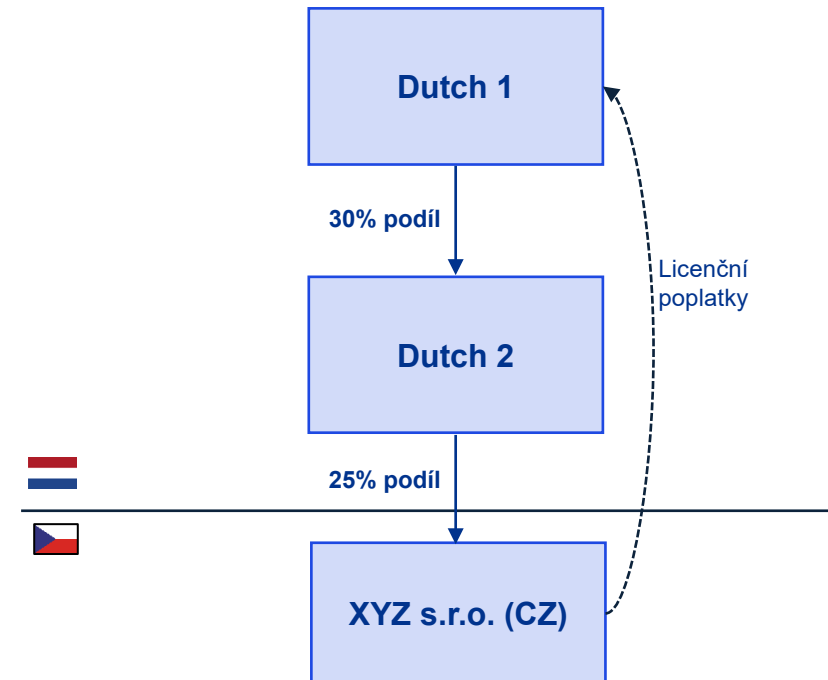 Dutch 1
30% podíl
Licenční
poplatky
Dutch 2
25% podíl
XYZ s.r.o. (CZ)